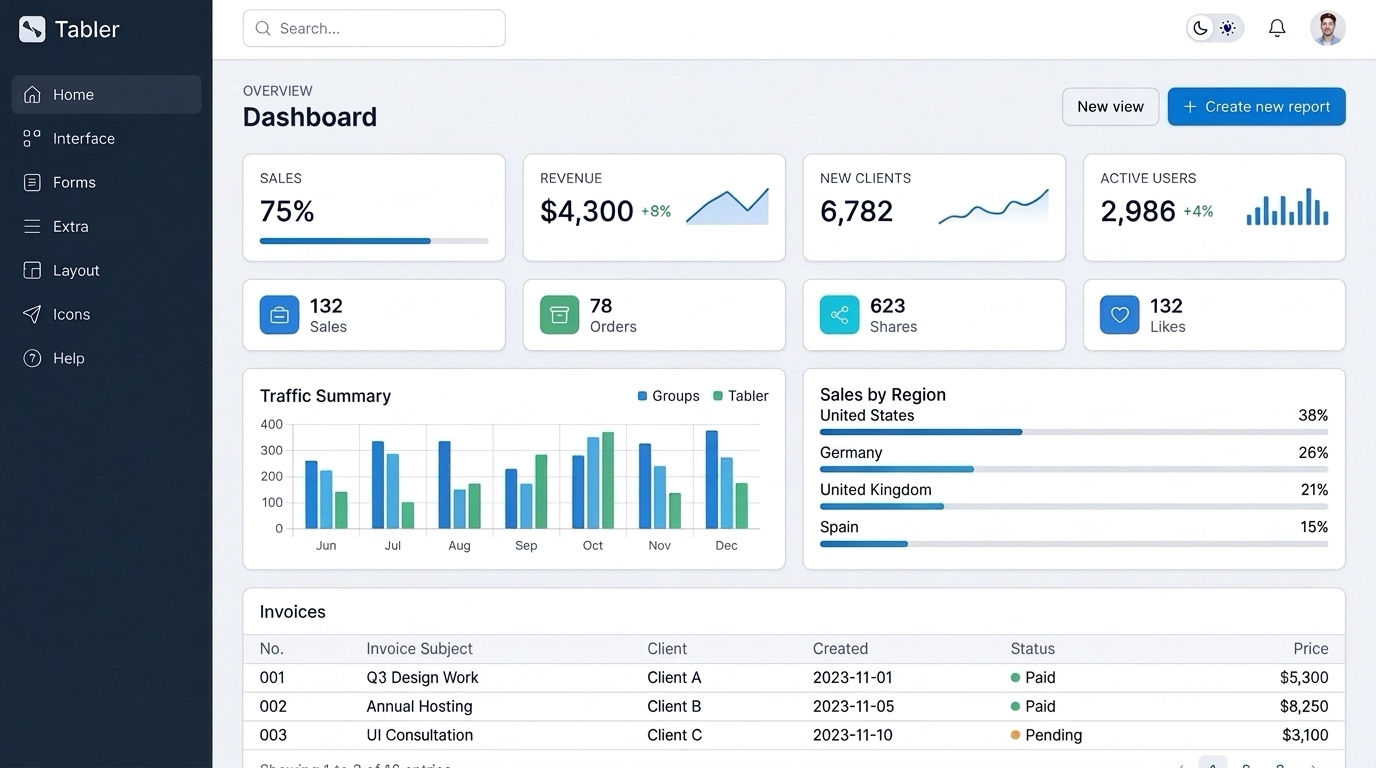 Tabler
Search...
Home
Interface
Forms
Extra
Layout
Icons
Help
OVERVIEW
Dashboard
New view
+ Create new report
SALES
75%
REVENUE
$4,300 +8%
NEW CLIENTS
6,782
ACTIVE USERS
2,986 +4%
132
Sales
78
Orders
623
Shares
132
Likes
Traffic Summary
Groups Tabler
400
300
200
100
0
Jun Jul Aug Sep Oct Nov Dec
Sales by Region
United States 38%
Germany 26%
United Kingdom 21%
Spain 15%
Invoices
No. Invoice Subject Client Created Status Price
001 Q3 Design Work Client A 2023-11-01 Paid $5,300
002 Annual Hosting Client B 2023-11-05 Paid $8,250
003 UI Consultation Client C 2023-11-10 Pending $3,100